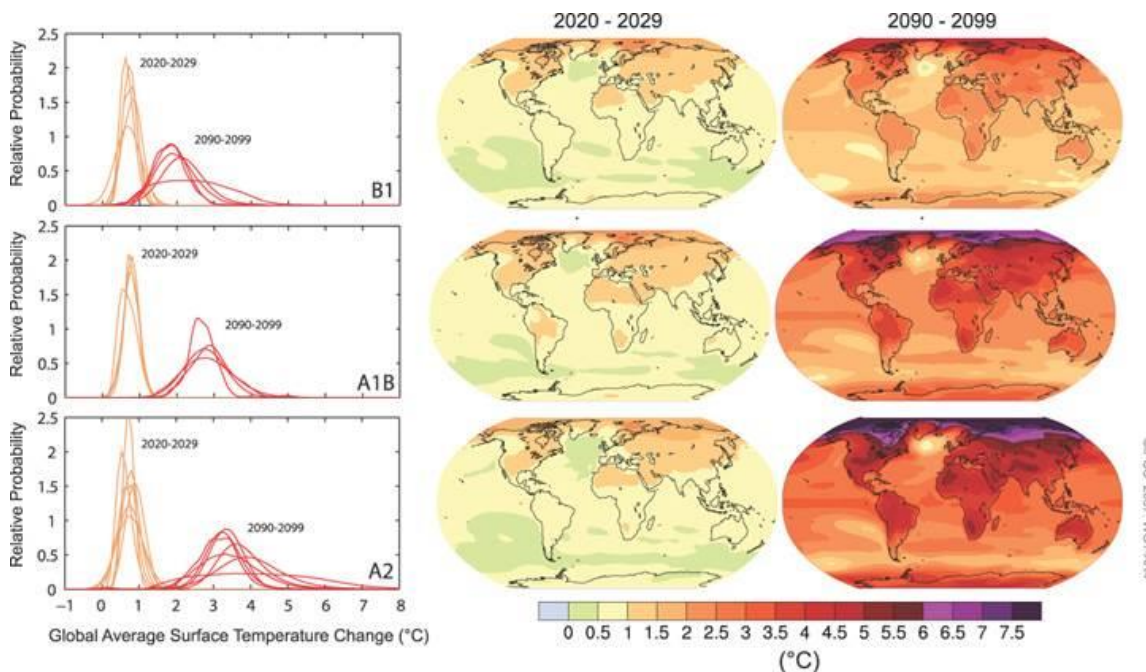 2020 - 2029
2090 - 2099
Relative Probability
2.5
2
1.5
1
0.5
0
2020-2029
2090-2099
B1
Relative Probability
2.5
2
1.5
1
0.5
0
2020-2029
2090-2099
A1B
Relative Probability
2.5
2
1.5
1
0.5
0
2020-2029
2090-2099
A2
−1 0 1 2 3 4 5 6 7 8
Global Average Surface Temperature Change (°C)
0 0.5 1 1.5 2 2.5 3 3.5 4 4.5 5 5.5 6 6.5 7 7.5
(°C)